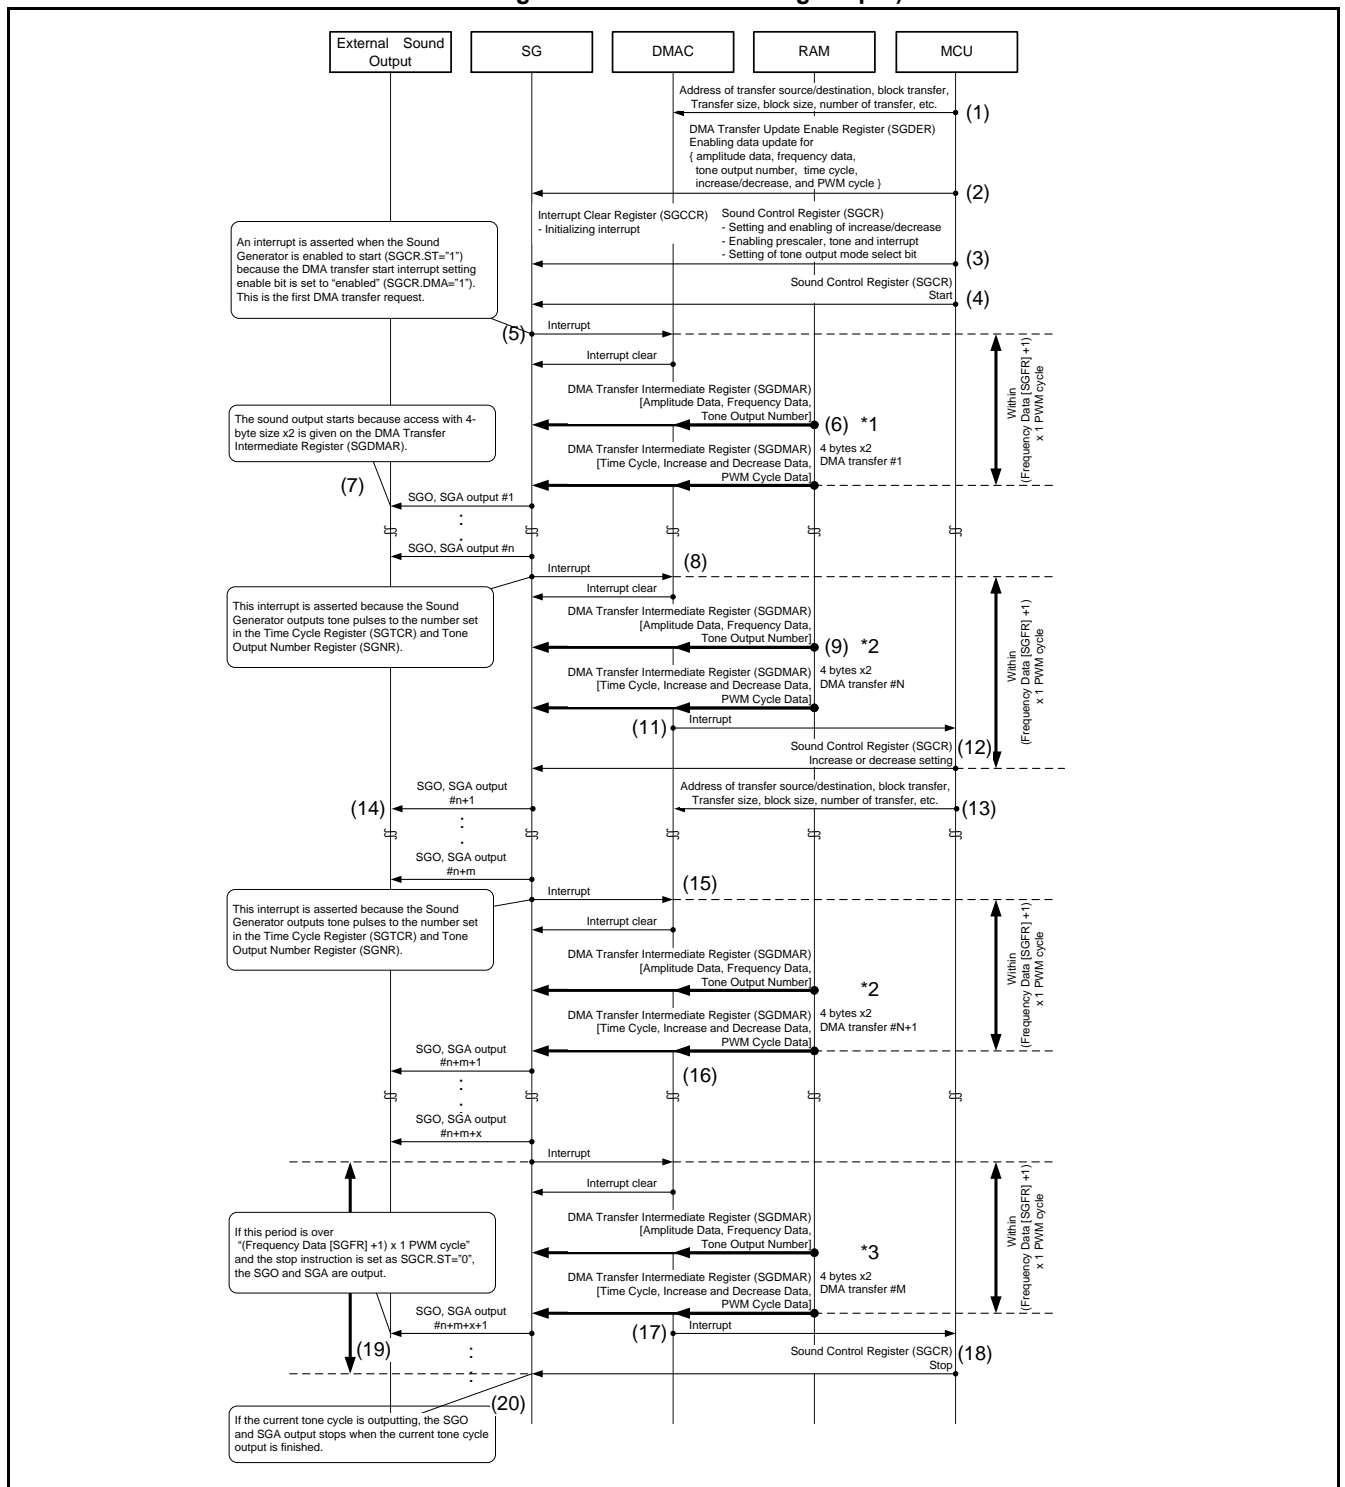 External Sound
Output
SG
DMAC
RAM
MCU
Address of transfer source/destination, block transfer,
Transfer size, block size, number of transfer, etc.
(1)
DMA Transfer Update Enable Register (SGDER)
Enabling data update for
{ amplitude data, frequency data,
tone output number, time cycle,
increase/decrease, and PWM cycle }
(2)
Interrupt Clear Register (SGCCR)
- Initializing interrupt
Sound Control Register (SGCR)
- Setting and enabling of increase/decrease
- Enabling prescaler, tone and interrupt
- Setting of tone output mode select bit
(3)
An interrupt is asserted when the Sound
Generator is enabled to start (SGCR.ST="1")
because the DMA transfer start interrupt setting
enable bit is set to "enabled" (SGCR.DMA="1").
This is the first DMA transfer request.
Sound Control Register (SGCR)
Start
(4)
(5)
Interrupt
Interrupt clear
DMA Transfer Intermediate Register (SGDMAR)
[Amplitude Data, Frequency Data,
Tone Output Number]
(6) *1
Within
(Frequency Data [SGFR] +1)
x 1 PWM cycle
The sound output starts because access with 4-
byte size x2 is given on the DMA Transfer
Intermediate Register (SGDMAR).
DMA Transfer Intermediate Register (SGDMAR)
[Time Cycle, Increase and Decrease Data,
PWM Cycle Data]
4 bytes x2
DMA transfer #1
(7)
SGO, SGA output #1
SGO, SGA output #n
Interrupt
(8)
Interrupt clear
This interrupt is asserted because the Sound
Generator outputs tone pulses to the number set
in the Time Cycle Register (SGTCR) and Tone
Output Number Register (SGNR).
DMA Transfer Intermediate Register (SGDMAR)
[Amplitude Data, Frequency Data,
Tone Output Number]
(9) *2
DMA Transfer Intermediate Register (SGDMAR)
[Time Cycle, Increase and Decrease Data,
PWM Cycle Data]
4 bytes x2
DMA transfer #N
Within
(Frequency Data [SGFR] +1)
x 1 PWM cycle
(11)
Interrupt
Sound Control Register (SGCR)
Increase or decrease setting
(12)
SGO, SGA output
#n+1
(14)
Address of transfer source/destination, block transfer,
Transfer size, block size, number of transfer, etc.
(13)
SGO, SGA output
#n+m
Interrupt
(15)
Interrupt clear
This interrupt is asserted because the Sound
Generator outputs tone pulses to the number set
in the Time Cycle Register (SGTCR) and Tone
Output Number Register (SGNR).
DMA Transfer Intermediate Register (SGDMAR)
[Amplitude Data, Frequency Data,
Tone Output Number]
*2
DMA Transfer Intermediate Register (SGDMAR)
[Time Cycle, Increase and Decrease Data,
PWM Cycle Data]
4 bytes x2
DMA transfer #N+1
Within
(Frequency Data [SGFR] +1)
x 1 PWM cycle
SGO, SGA output
#n+m+1
(16)
SGO, SGA output
#n+m+x
Interrupt
Interrupt clear
DMA Transfer Intermediate Register (SGDMAR)
[Amplitude Data, Frequency Data,
Tone Output Number]
*3
If this period is over
"(Frequency Data [SGFR] +1) x 1 PWM cycle"
and the stop instruction is set as SGCR.ST="0",
the SGO and SGA are output.
DMA Transfer Intermediate Register (SGDMAR)
[Time Cycle, Increase and Decrease Data,
PWM Cycle Data]
4 bytes x2
DMA transfer #M
Within
(Frequency Data [SGFR] +1)
x 1 PWM cycle
SGO, SGA output
#n+m+x+1
(17)
Interrupt
(19)
Sound Control Register (SGCR)
Stop
(18)
(20)
If the current tone cycle is outputting, the SGO
and SGA output stops when the current tone cycle
output is finished.